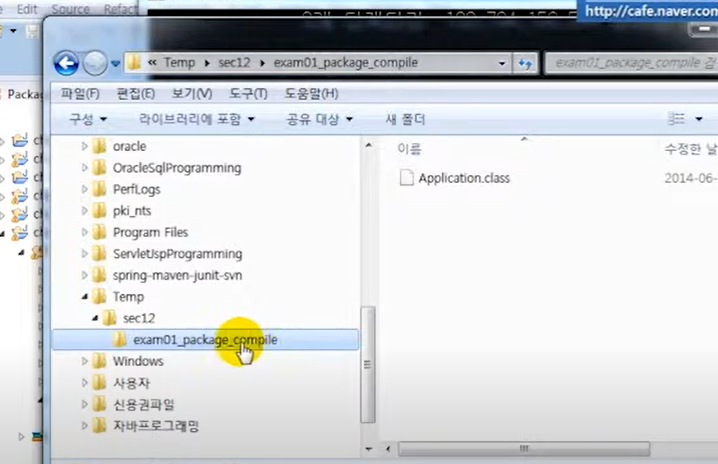 Edit Source Refact
http://cafe.naver.com
« Temp ▸ sec12 ▸ exam01_package_compile
exam01_package_compile 검
파일(F) 편집(E) 보기(V) 도구(T) 도움말(H)
구성 라이브러리에 포함 공유 대상 새 폴더
Packa
이름 수정한 날
oracle
OracleSqlProgramming
PerfLogs
pki_nts
Program Files
ServletJspProgramming
spring-maven-junit-svn
Temp
sec12
exam01_package_compile
Windows
사용자
신용권파일
자바프로그래밍
Application.class 2014-06-